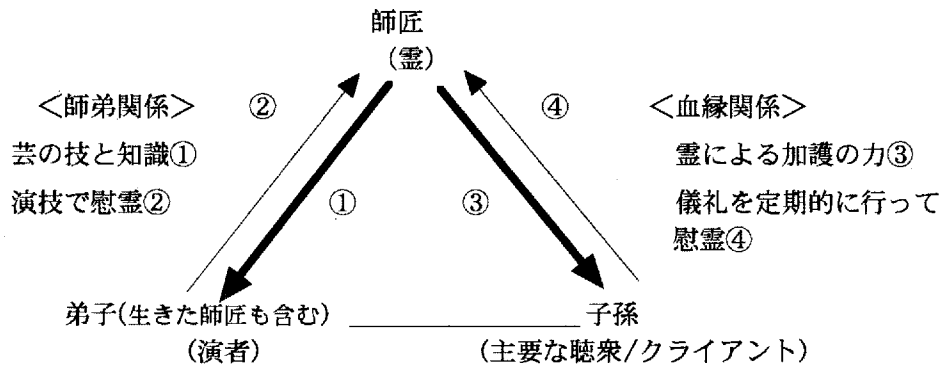 師匠
(霊)
＜師弟関係＞
②
④
＜血縁関係＞
芸の技と知識①
霊による加護の力③
演技で慰霊②
①
③
儀礼を定期的に行って
慰霊④
弟子(生きた師匠も含む)
子孫
(演者)
(主要な聴衆/クライアント)